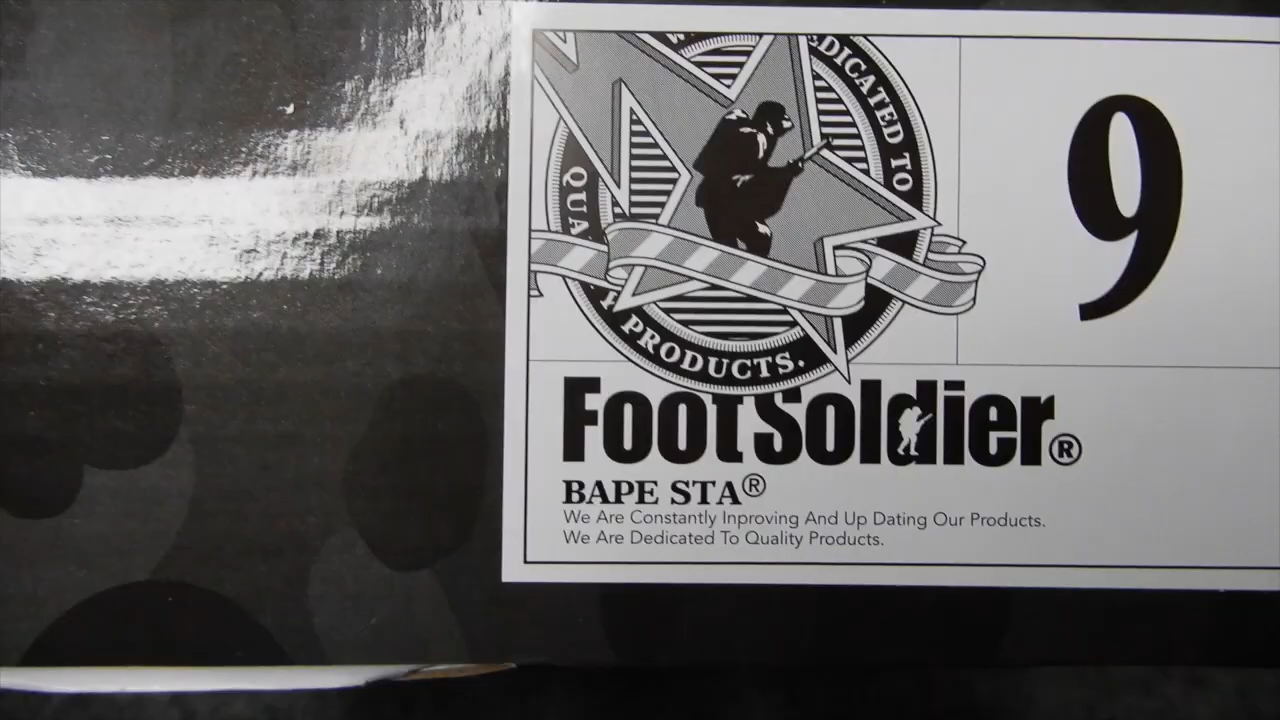 W
EDICATED TO
QUA
Y PRODUCTS.
9
FootSoldier®
BAPE STA®
We Are Constantly Inproving And Up Dating Our Products.
We Are Dedicated To Quality Products.